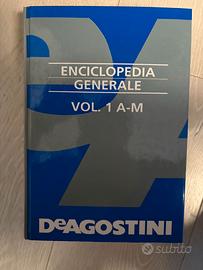 ENCICLOPEDIA
GENERALE
VOL. 1 A-M
DeAGOSTINI
subito